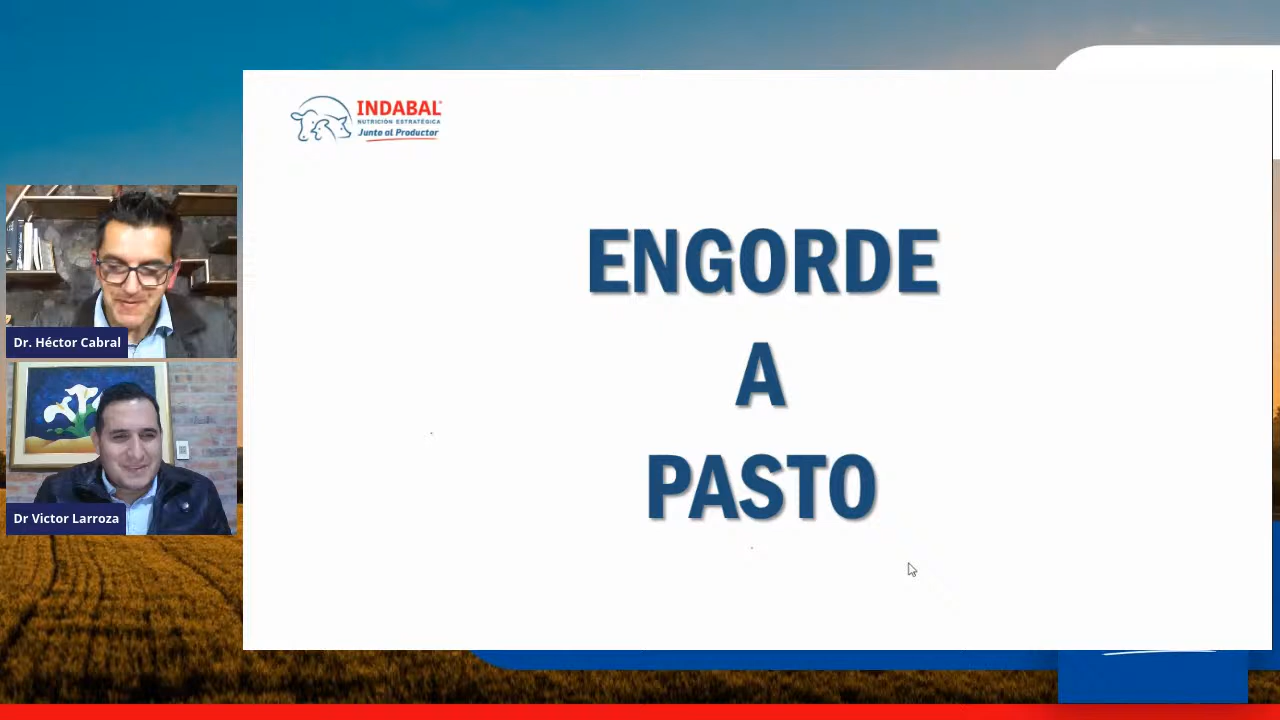 INDABAL
NUTRICIÓN ESTRATÉGICA
Junto al Productor
ENGORDE
A
PASTO
Dr. Héctor Cabral
Dr Victor Larroza